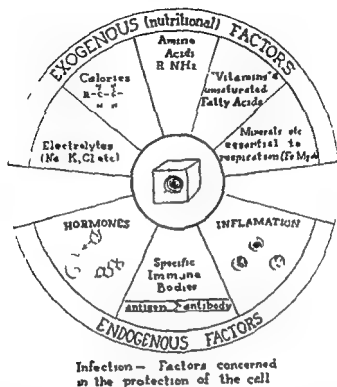 EXOGENOUS (nutritional) FACTORS
Amino
Acids
R NH2
Calories
H H
R-C-C-
H H
"Vitamins" &
unsaturated
Fatty Acids
Electrolytes
(Na K, Cl etc)
Minerals etc
essential to
respiration (Fe Mg
HORMONES
INFLAMATION
Specific
Immune
Bodies
antigen antibody
ENDOGENOUS FACTORS
Infection — Factors concerned
in the protection of the cell